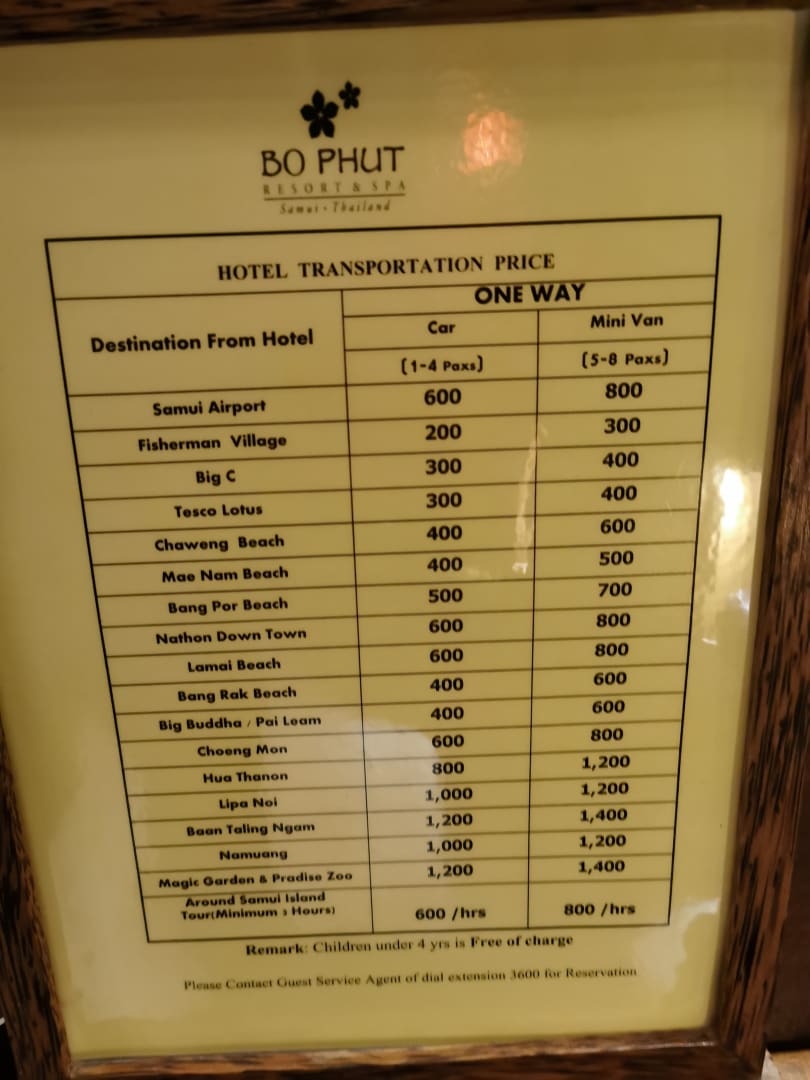 BO PHUT
RESORT & SPA
Samui - Thailand
HOTEL TRANSPORTATION PRICE
Destination From Hotel
ONE WAY
Car
Mini Van
(1-4 Paxs)
(5-8 Paxs)
Samui Airport 600 800
Fisherman Village 200 300
Big C 300 400
Tesco Lotus 300 400
Chaweng Beach 400 600
Mae Nam Beach 400 500
Bang Por Beach 500 700
Nathon Down Town 600 800
Lamai Beach 600 800
Bang Rak Beach 400 600
Big Buddha / Pai Leam 400 600
Choeng Mon 600 800
Hua Thanon 800 1,200
Lipa Noi 1,000 1,200
Baan Taling Ngam 1,200 1,400
Namuang 1,000 1,200
Magic Garden & Pradise Zoo 1,200 1,400
Around Samui Island
Tour(Minimum 3 Hours) 600 /hrs 800 /hrs
Remark: Children under 4 yrs is Free of charge
Please Contact Guest Service Agent of dial extension 3600 for Reservation